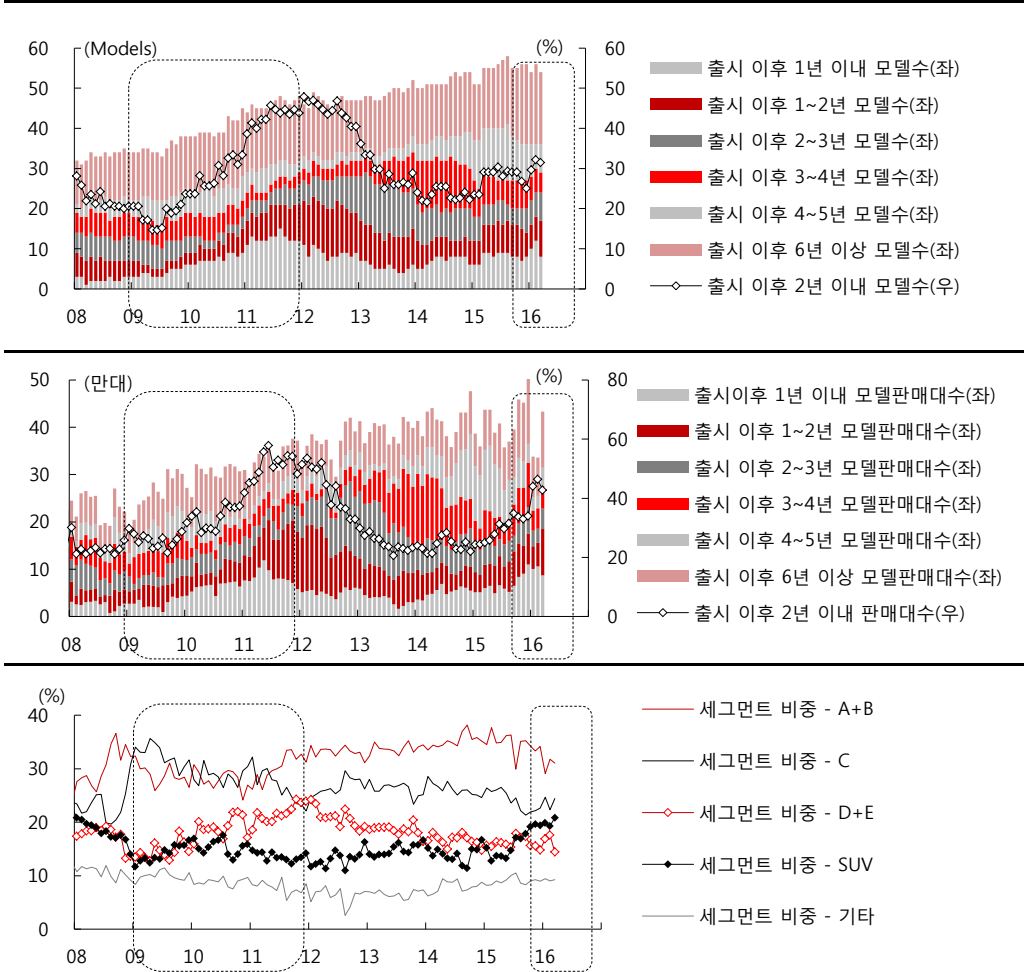 (Models)
(%)
60
50
40
30
20
10
0
60
50
40
30
20
10
0
08 09 10 11 12 13 14 15 16
출시 이후 1년 이내 모델수(좌)
출시 이후 1~2년 모델수(좌)
출시 이후 2~3년 모델수(좌)
출시 이후 3~4년 모델수(좌)
출시 이후 4~5년 모델수(좌)
출시 이후 6년 이상 모델수(좌)
출시 이후 2년 이내 모델수(우)
(만대)
(%)
50
40
30
20
10
0
80
60
40
20
0
08 09 10 11 12 13 14 15 16
출시이후 1년 이내 모델판매대수(좌)
출시 이후 1~2년 모델판매대수(좌)
출시 이후 2~3년 모델판매대수(좌)
출시 이후 3~4년 모델판매대수(좌)
출시 이후 4~5년 모델판매대수(좌)
출시 이후 6년 이상 모델판매대수(좌)
출시 이후 2년 이내 판매대수(우)
(%)
40
30
20
10
0
08 09 10 11 12 13 14 15 16
세그먼트 비중 - A+B
세그먼트 비중 - C
세그먼트 비중 - D+E
세그먼트 비중 - SUV
세그먼트 비중 - 기타